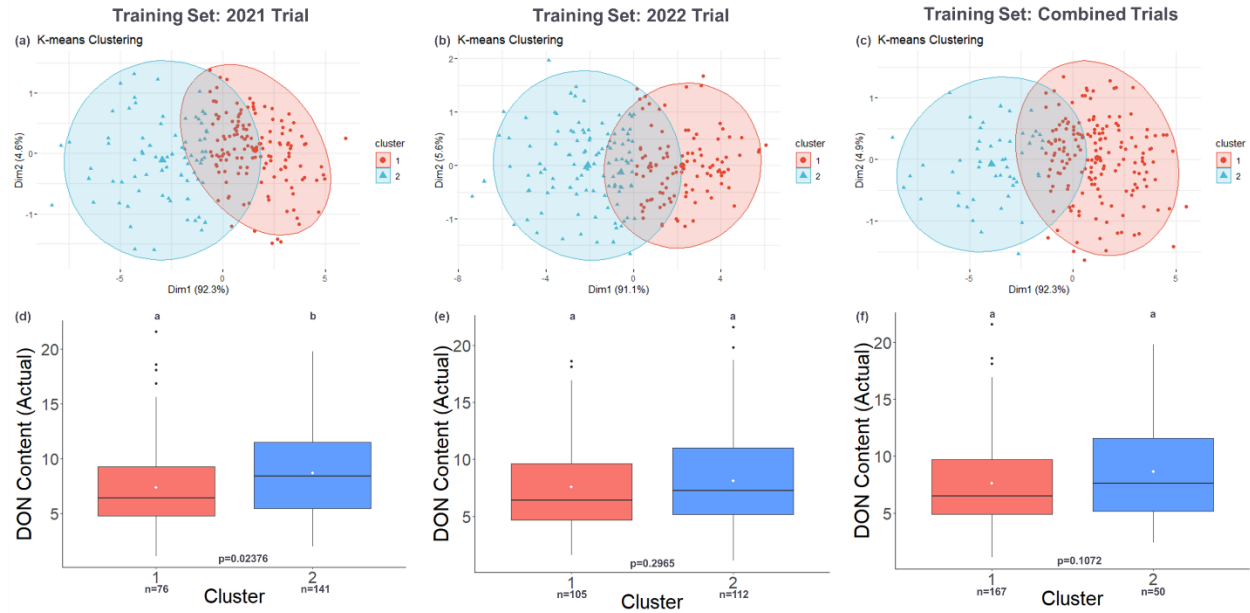 Training Set: 2021 Trial
Training Set: 2022 Trial
Training Set: Combined Trials
(a) K-means Clustering
1
0
-1
Dim2 (4.6%)
-5
0
5
Dim1 (92.3%)
cluster
1
2
(b) K-means Clustering
2
1
0
-1
Dim2 (5.6%)
-8
-4
0
4
Dim1 (91.1%)
cluster
1
2
(c) K-means Clustering
1
0
-1
Dim2 (4.9%)
-5
0
5
Dim1 (92.3%)
cluster
1
2
(d)
a
b
20
15
10
5
DON Content (Actual)
p=0.02376
1
2
n=76
n=141
Cluster
(e)
a
a
20
15
10
5
DON Content (Actual)
p=0.2965
1
2
n=105
n=112
Cluster
(f)
a
a
20
15
10
5
DON Content (Actual)
p=0.1072
1
2
n=167
n=50
Cluster